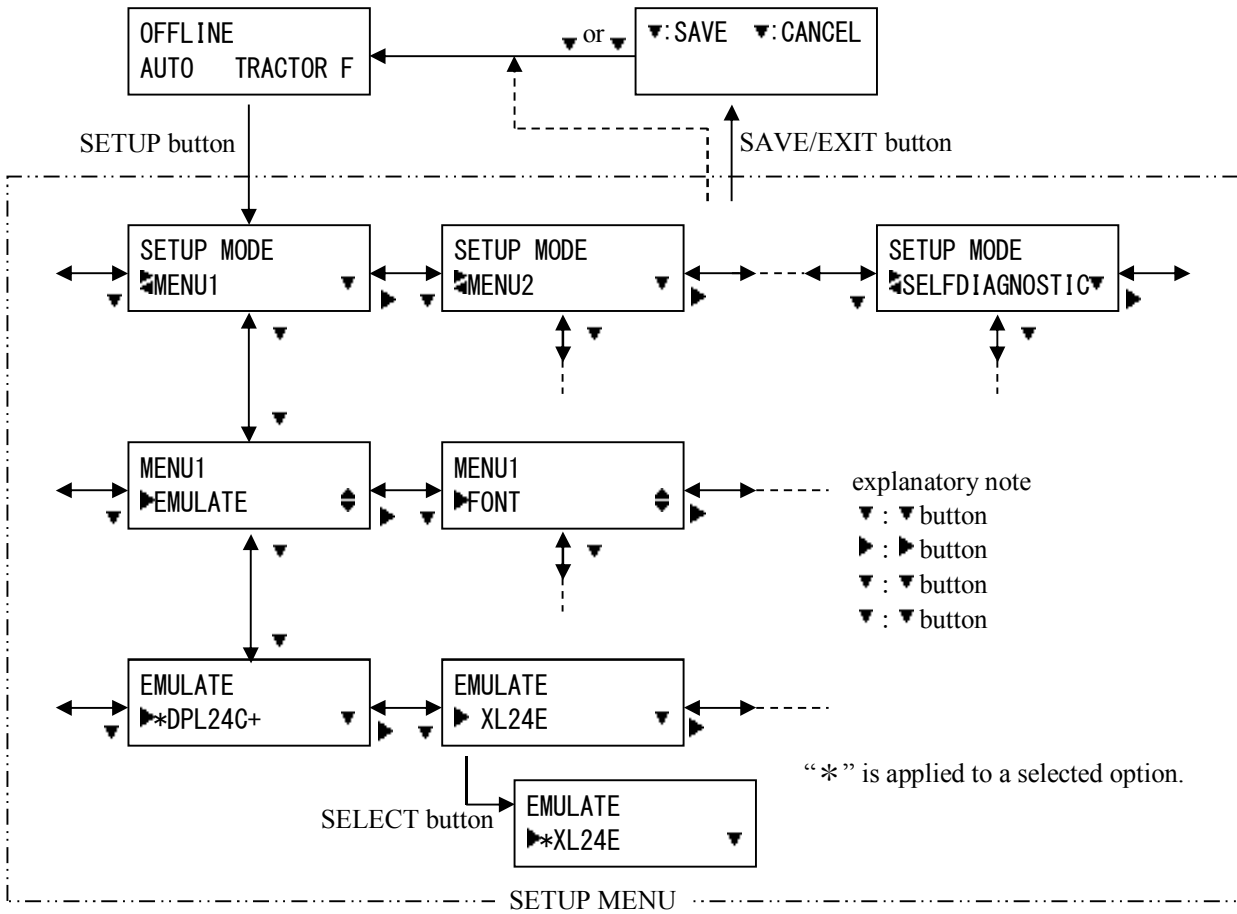 OFFLINE
AUTO TRACTOR F
▼ or ▼
▼:SAVE ▼:CANCEL
SETUP button
SAVE/EXIT button
SETUP MODE
MENU1 ▼
SETUP MODE
MENU2 ▼
SETUP MODE
SELFDIAGNOSTIC▼
MENU1
▶EMULATE
MENU1
▶FONT
explanatory note
▼ : ▼ button
▶ : ▶ button
▼ : ▼ button
▼ : ▼ button
EMULATE
▶*DPL24C+ ▼
EMULATE
▶ XL24E ▼
“*” is applied to a selected option.
SELECT button
EMULATE
▶*XL24E ▼
SETUP MENU